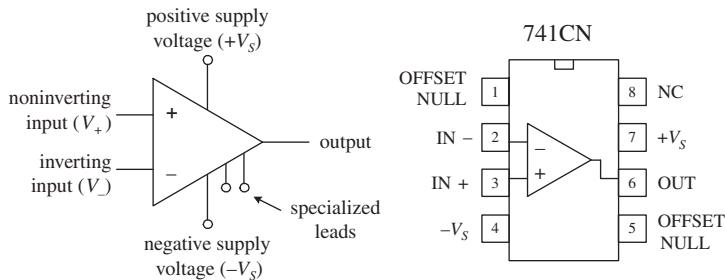 positive supply
voltage (+V_S)
noninverting
input (V_+)
+
inverting
input (V_–)
–
output
specialized
leads
negative supply
voltage (–V_S)
741CN
OFFSET
NULL
1
8
NC
IN –
2
–
7
+V_S
IN +
3
+
6
OUT
–V_S
4
5
OFFSET
NULL